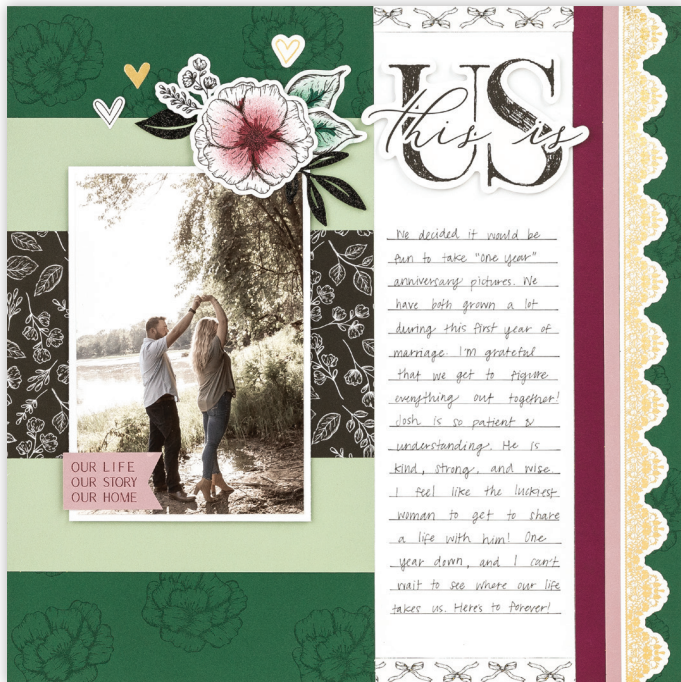 this is
US
We decided it would be
fun to take "one year"
anniversary pictures. We
have both grown a lot
during this first year of
marriage. I'm grateful
that we get to figure
everything out together!
Josh is so patient &
understanding. He is
kind, strong, and wise.
I feel like the luckiest
woman to get to share
a life with him! One
year down, and I can't
wait to see where our life
takes us. Here's to forever!
OUR LIFE
OUR STORY
OUR HOME